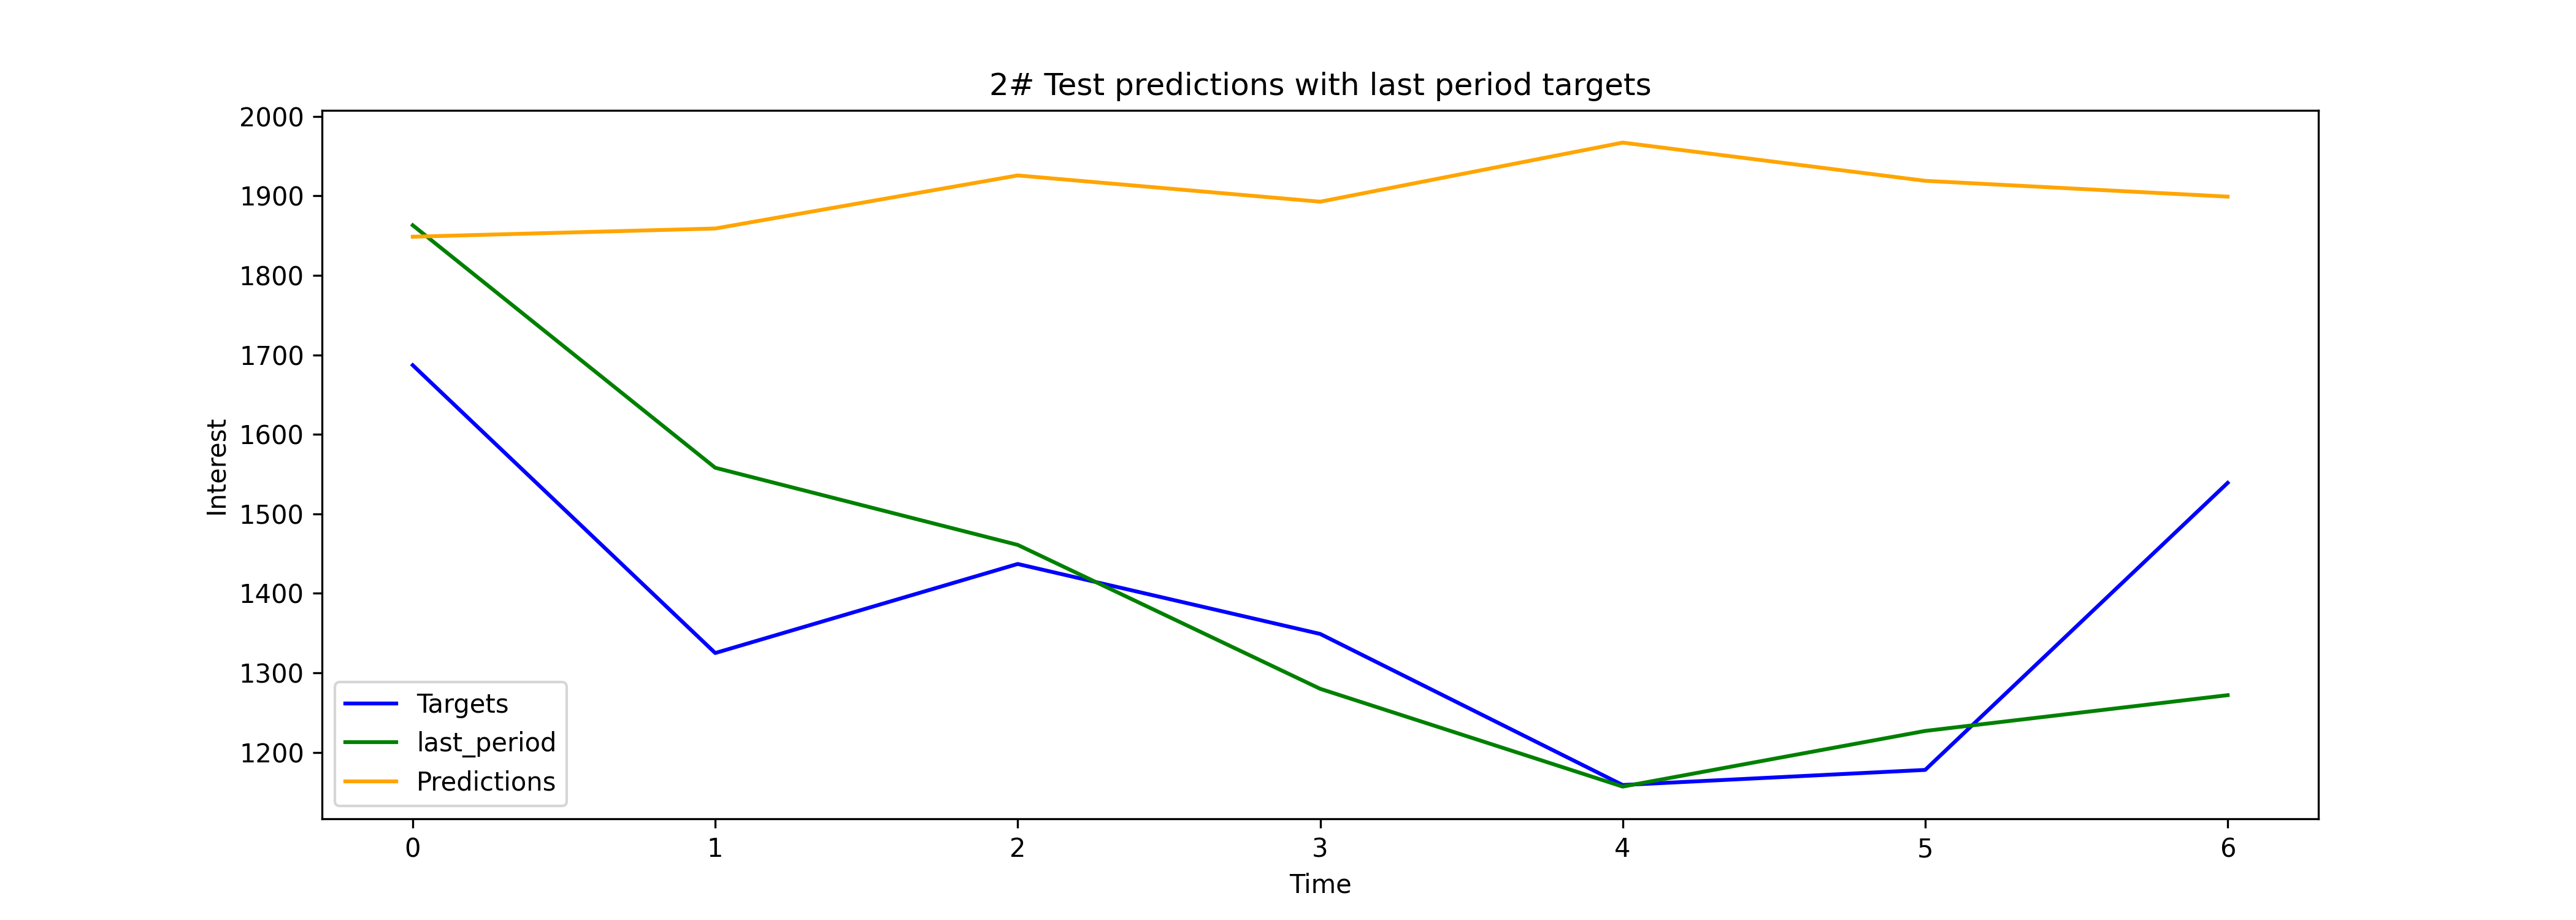 2# Test predictions with last period targets
2000
1900
1800
1700
1600
1500
1400
1300
1200
Interest
Targets
last_period
Predictions
0 1 2 3 4 5 6
Time